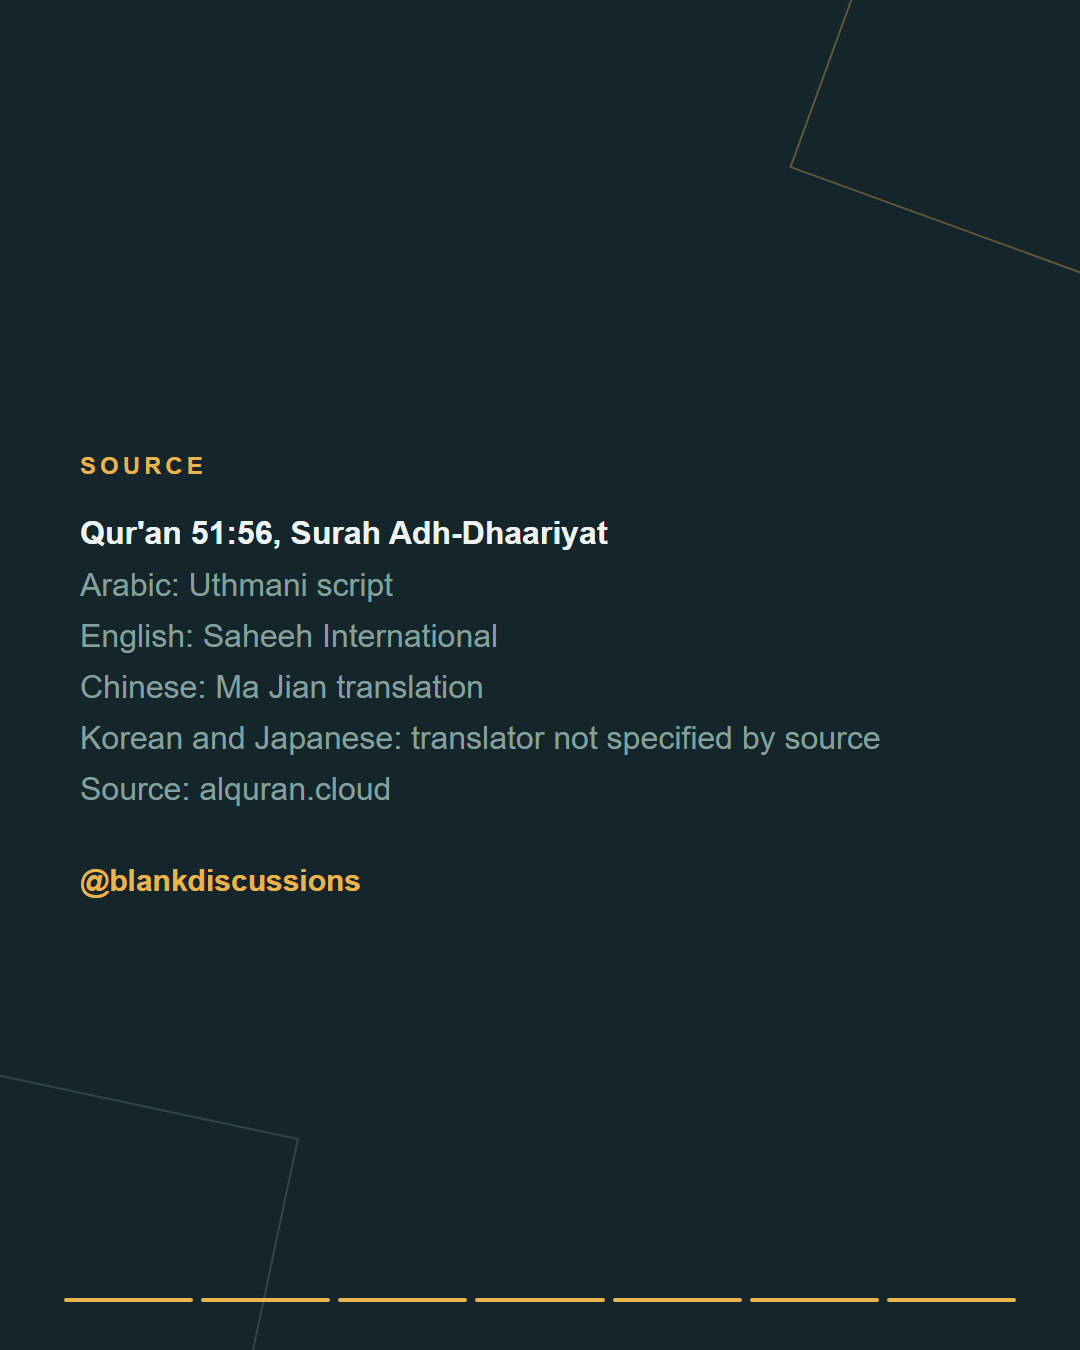 SOURCE
Qur'an 51:56, Surah Adh-Dhaariyat
Arabic: Uthmani script
English: Saheeh International
Chinese: Ma Jian translation
Korean and Japanese: translator not specified by source
Source: alquran.cloud
@blankdiscussions